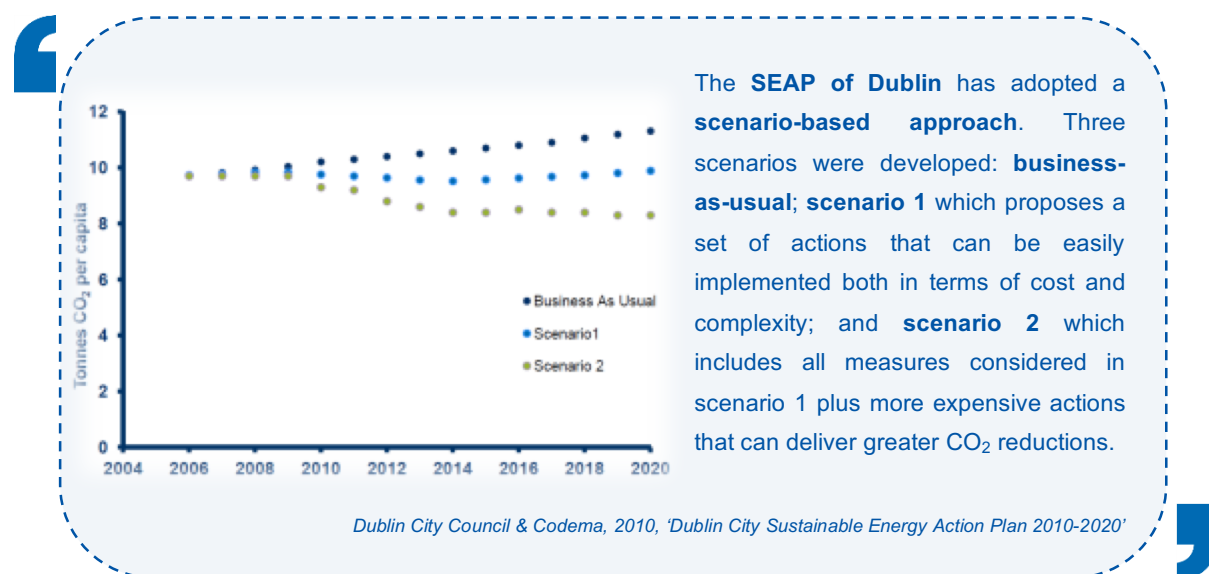 The SEAP of Dublin has adopted a
scenario-based approach. Three
scenarios were developed: business-
as-usual; scenario 1 which proposes a
set of actions that can be easily
implemented both in terms of cost and
complexity; and scenario 2 which
includes all measures considered in
scenario 1 plus more expensive actions
that can deliver greater CO₂ reductions.
Tonnes CO₂ per capita
12
10
8
6
4
2
0
2004 2006 2008 2010 2012 2014 2016 2018 2020
Business As Usual
Scenario1
Scenario 2
Dublin City Council & Codema, 2010, ‘Dublin City Sustainable Energy Action Plan 2010-2020’